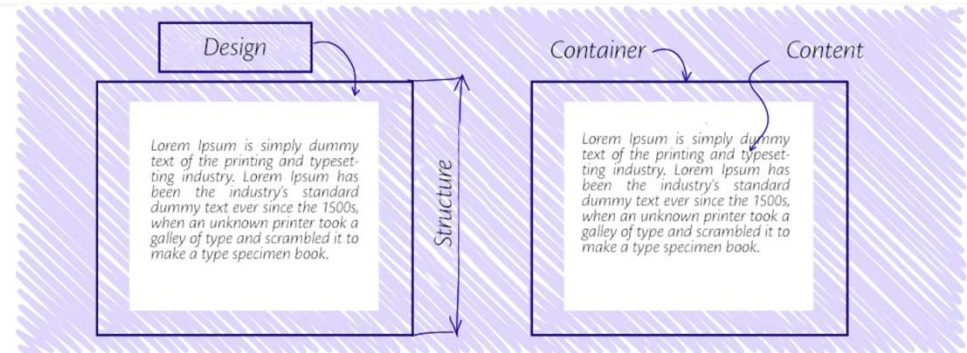 Design
Lorem Ipsum is simply dummy
text of the printing and typeset-
ting industry. Lorem Ipsum has
been the industry's standard
dummy text ever since the 1500s,
when an unknown printer took a
galley of type and scrambled it to
make a type specimen book.
Structure
Container
Content
Lorem Ipsum is simply dummy
text of the printing and typeset-
ting industry. Lorem Ipsum has
been the industry's standard
dummy text ever since the 1500s,
when an unknown printer took a
galley of type and scrambled it to
make a type specimen book.